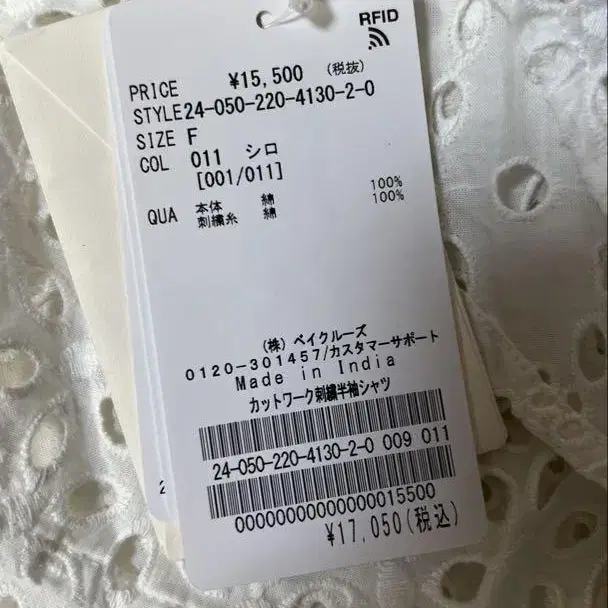 RFID
PRICE ¥15,500 (税抜)
STYLE24-050-220-4130-2-0
SIZE F
COL 011 シロ
[001/011]
QUA 本体 綿 100%
刺繍糸 綿 100%
(株) ベイクルーズ
0120-301457/カスタマーサポート
Made in India
カットワーク刺繍半袖シャツ
24-050-220-4130-2-0 009 011
00000000000000015500
¥17,050(税込)